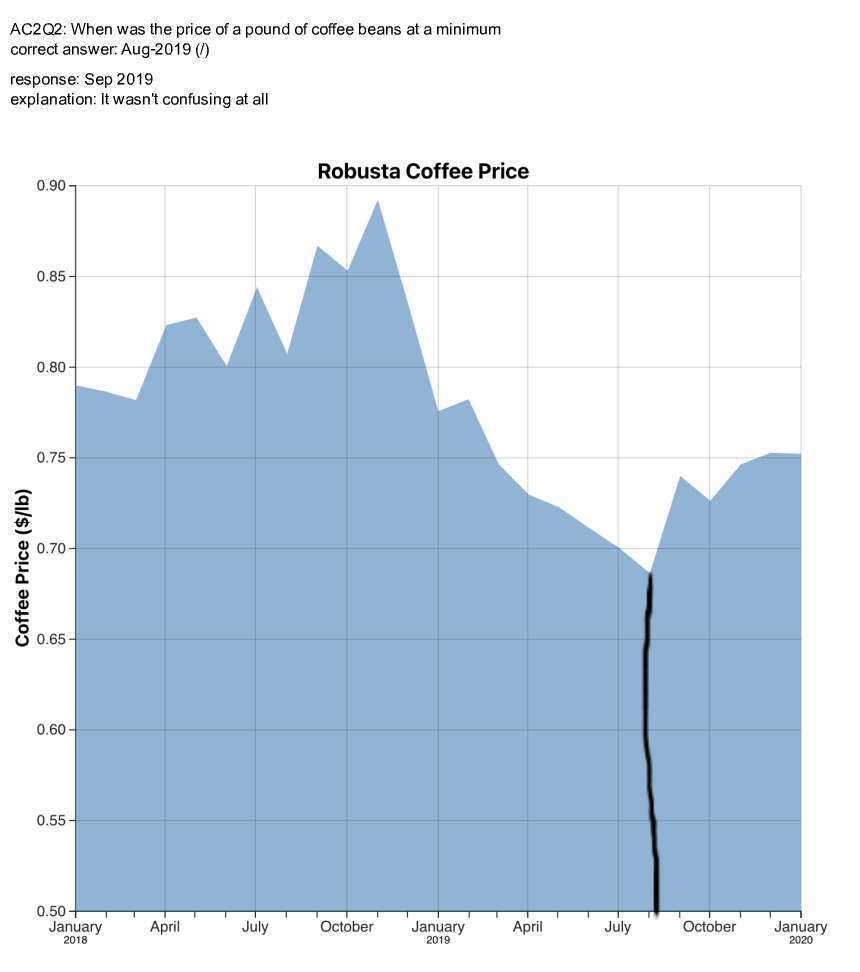 AC2Q2: When was the price of a pound of coffee beans at a minimum
correct answer: Aug-2019 (/)
response: Sep 2019
explanation: It wasn't confusing at all
Robusta Coffee Price
Coffee Price ($/lb)
0.90
0.85
0.80
0.75
0.70
0.65
0.60
0.55
0.50
January April July October January April July October January
2018 2019 2020